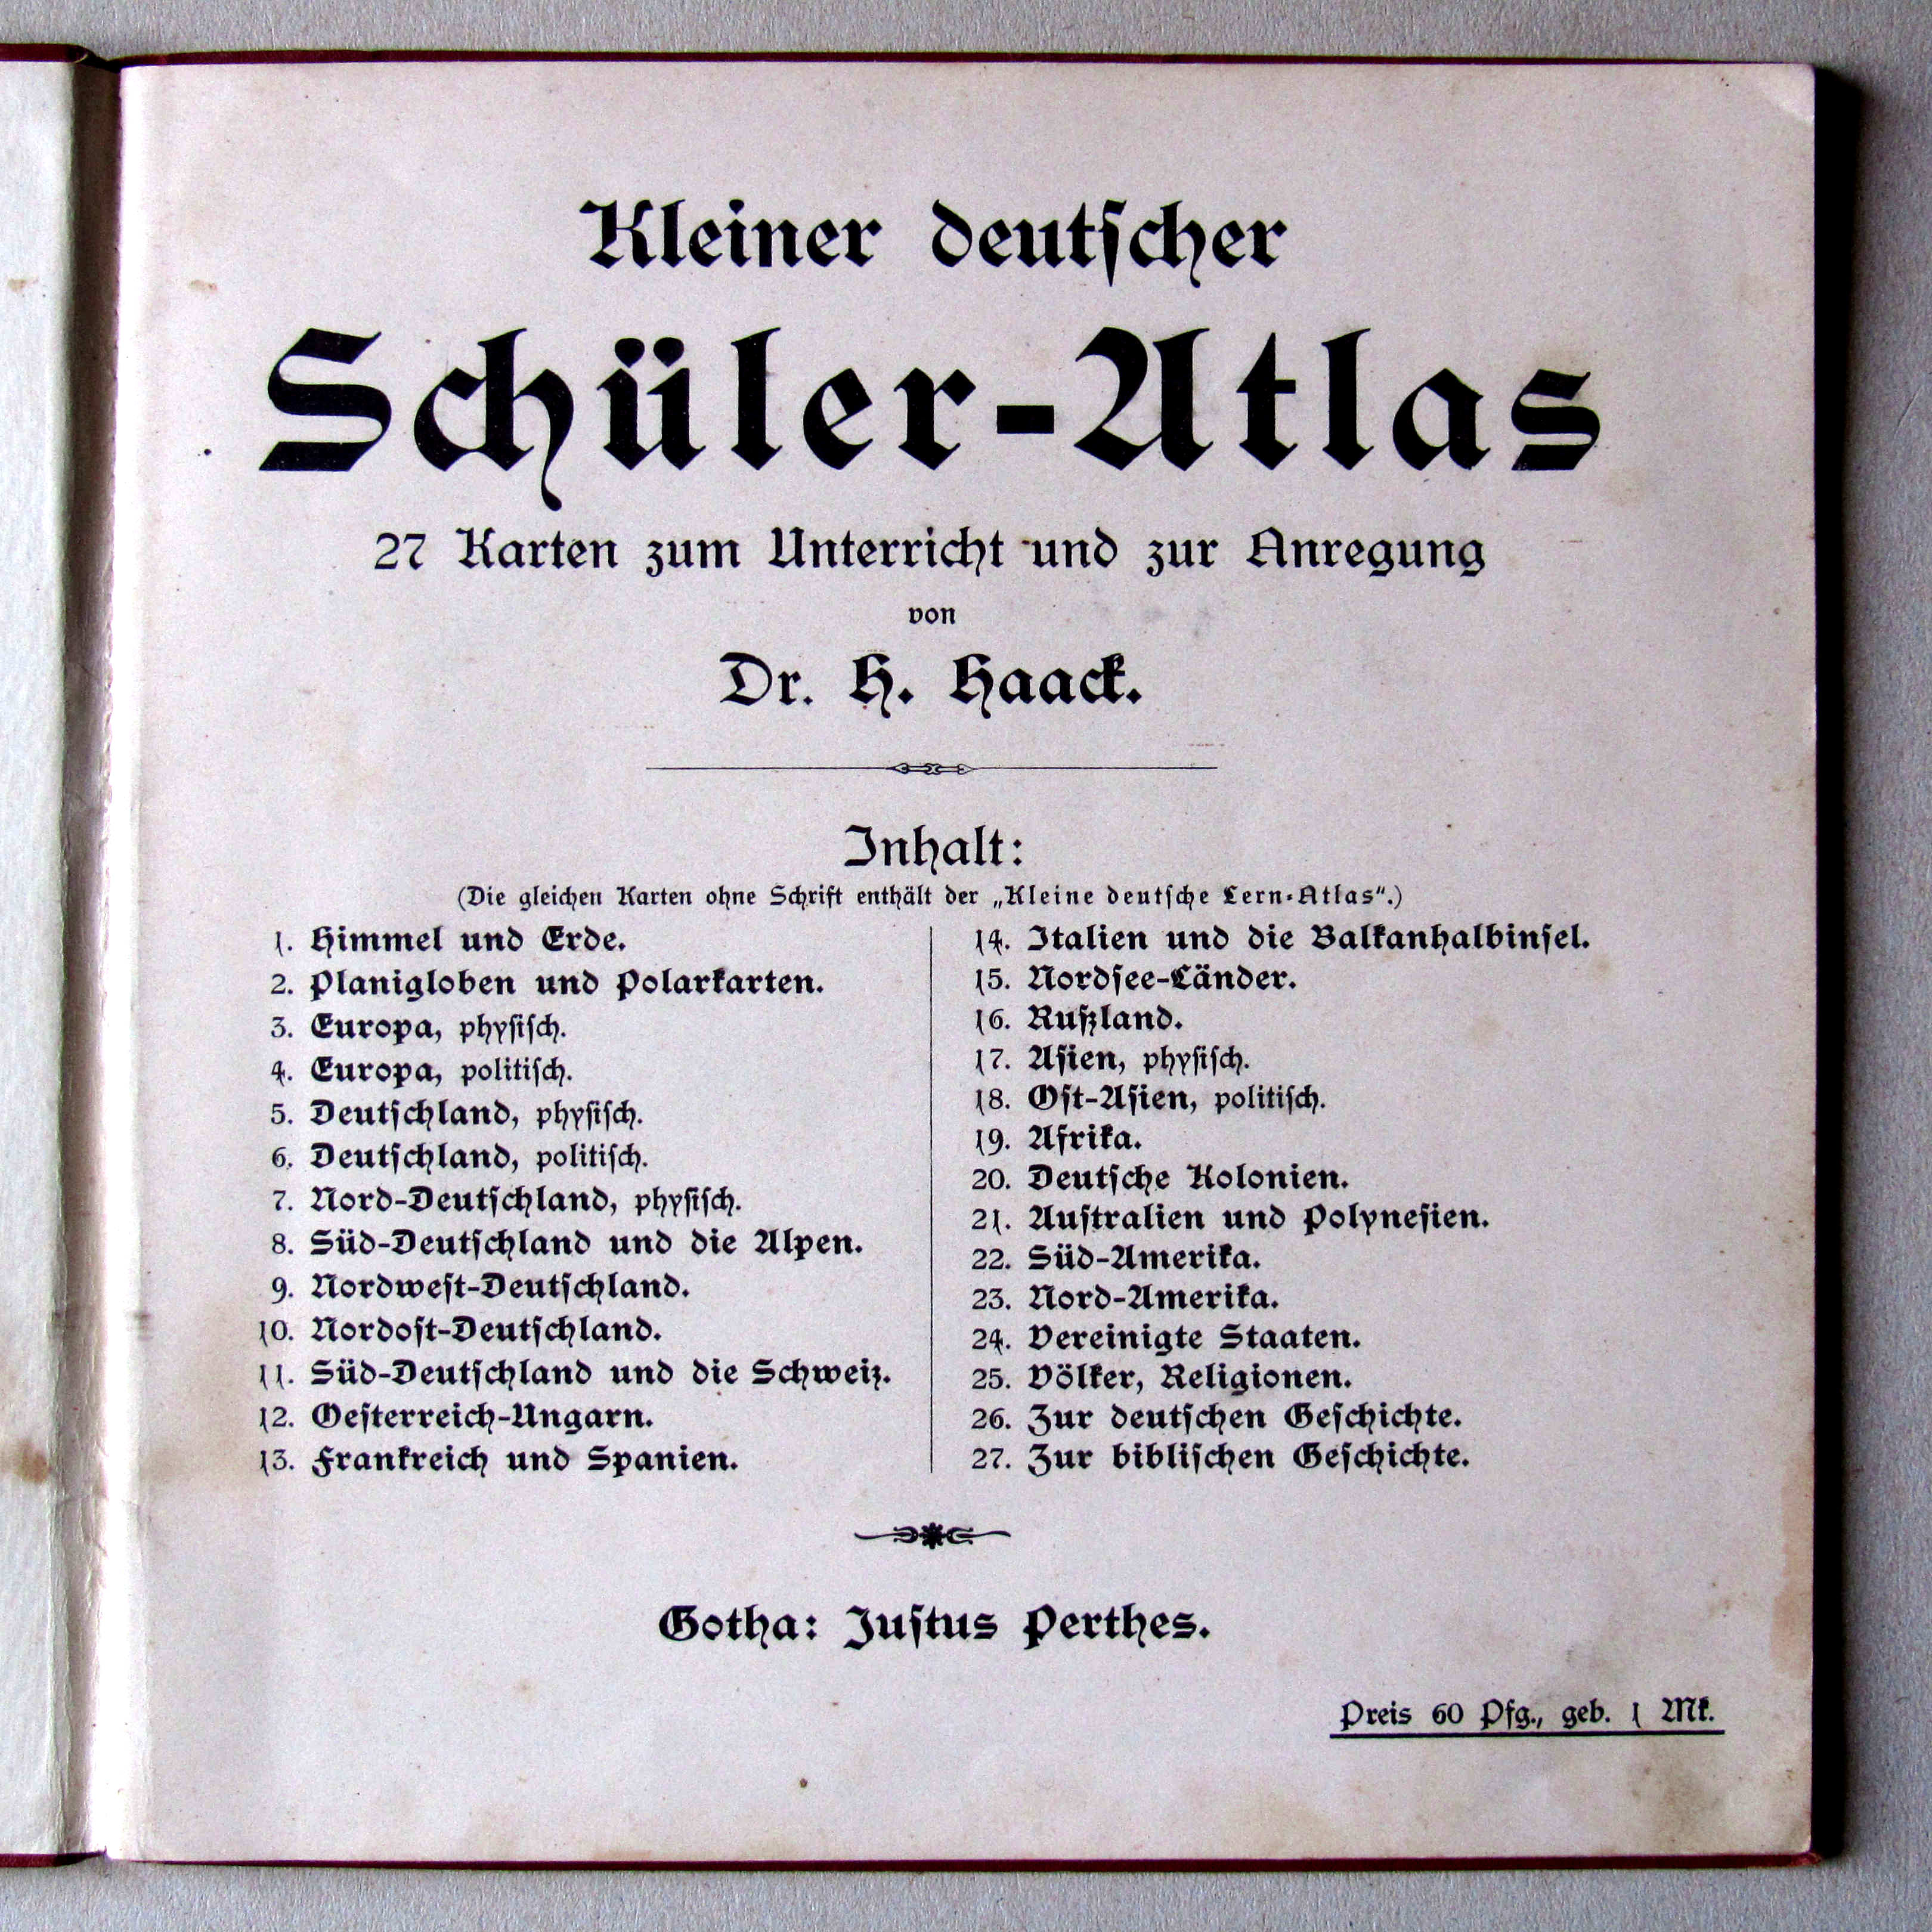 Kleiner deutscher
Schüler-Atlas
27 Karten zum Unterricht und zur Anregung
von
Dr. H. Haack.
Inhalt:
(Die gleichen Karten ohne Schrift enthält der „Kleine deutsche Lern-Atlas“.)
1. Himmel und Erde.
2. Planigloben und Polarkarten.
3. Europa, physisch.
4. Europa, politisch.
5. Deutschland, physisch.
6. Deutschland, politisch.
7. Nord-Deutschland, physisch.
8. Süd-Deutschland und die Alpen.
9. Nordwest-Deutschland.
10. Nordost-Deutschland.
11. Süd-Deutschland und die Schweiz.
12. Oesterreich-Ungarn.
13. Frankreich und Spanien.
14. Italien und die Balkanhalbinsel.
15. Nordsee-Länder.
16. Rußland.
17. Asien, physisch.
18. Ost-Asien, politisch.
19. Afrika.
20. Deutsche Kolonien.
21. Australien und Polynesien.
22. Süd-Amerika.
23. Nord-Amerika.
24. Vereinigte Staaten.
25. Völker, Religionen.
26. Zur deutschen Geschichte.
27. Zur biblischen Geschichte.
Gotha: Justus Perthes.
Preis 60 Pfg., geb. 1 Mk.